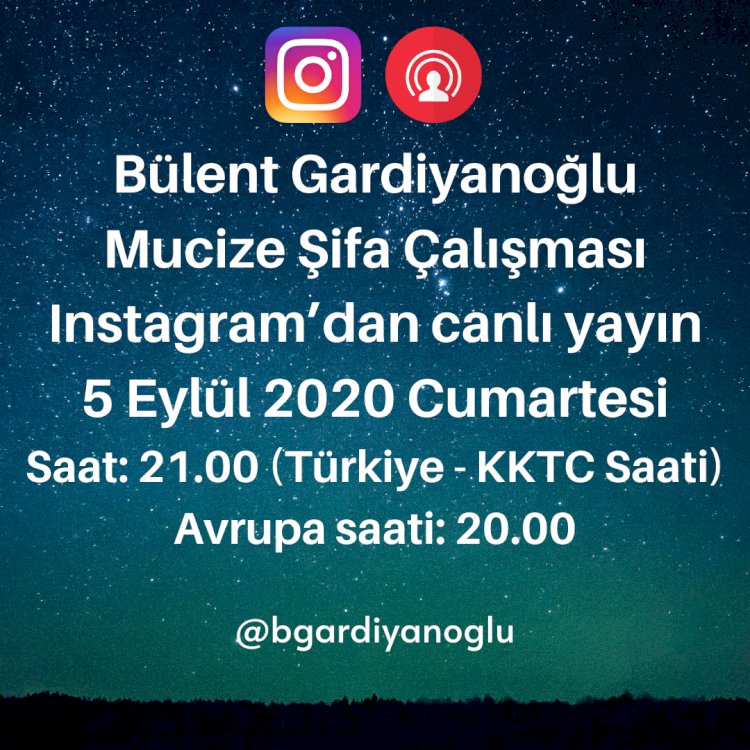 Bülent Gardiyanoğlu
Mucize Şifa Çalışması
Instagram’dan canlı yayın
5 Eylül 2020 Cumartesi
Saat: 21.00 (Türkiye - KKTC Saati)
Avrupa saati: 20.00
@bgardiyanoglu